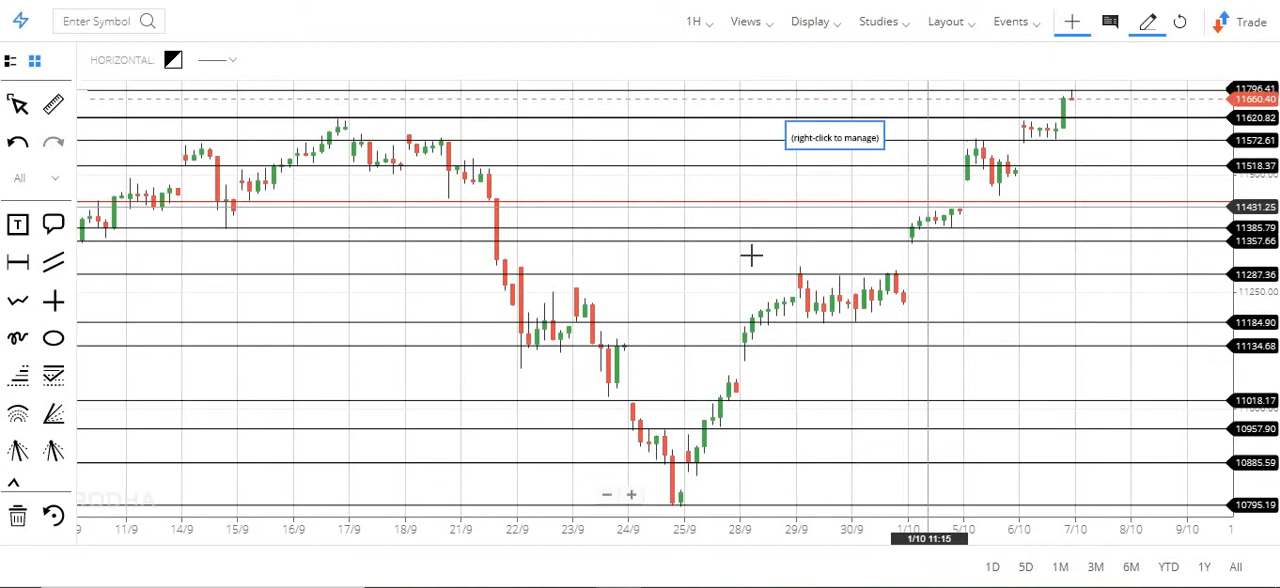 Enter Symbol 1H Views Display Studies Layout Events Trade
HORIZONTAL:
11796.41
11660.40
11620.82
(right-click to manage)
11572.61
11518.37
All
11431.25
T
11385.79
11357.66
11287.36
11250.00
11184.90
11134.68
11018.17
10957.90
10885.59
10795.19
11/9 14/9 15/9 16/9 17/9 18/9 21/9 22/9 23/9 24/9 25/9 28/9 29/9 30/9 1/10 5/10 6/10 7/10 8/10 9/10 1
1/10 11:15
1D 5D 1M 3M 6M YTD 1Y All